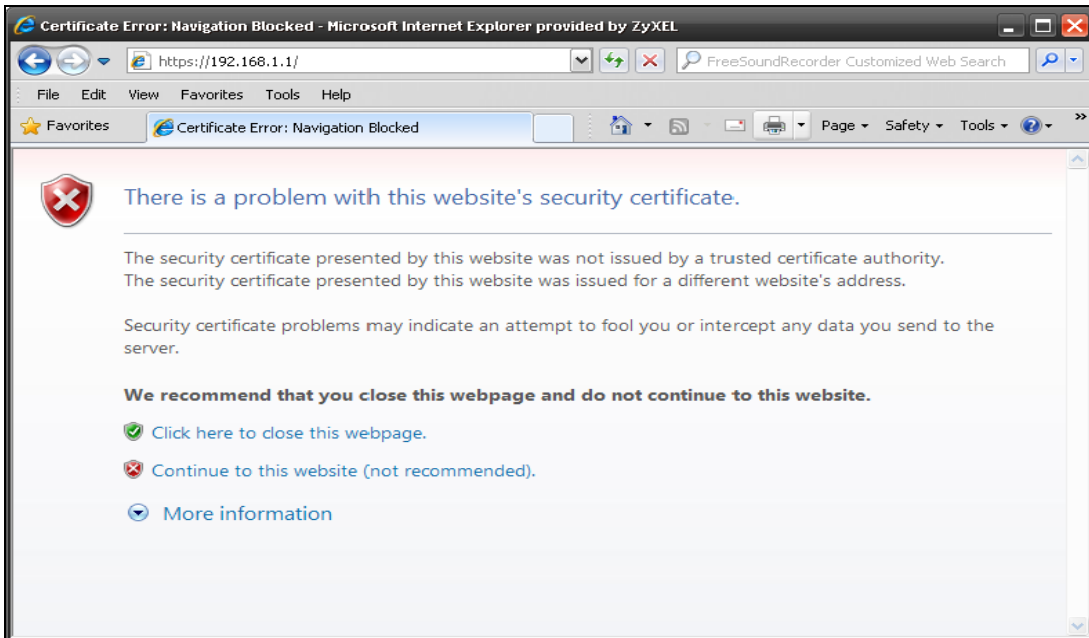 Certificate Error: Navigation Blocked - Microsoft Internet Explorer provided by ZyXEL
https://192.168.1.1/
FreeSoundRecorder Customized Web Search
File Edit View Favorites Tools Help
Favorites
Certificate Error: Navigation Blocked
Page Safety Tools
There is a problem with this website's security certificate.
The security certificate presented by this website was not issued by a trusted certificate authority.
The security certificate presented by this website was issued for a different website's address.
Security certificate problems may indicate an attempt to fool you or intercept any data you send to the
server.
We recommend that you close this webpage and do not continue to this website.
Click here to close this webpage.
Continue to this website (not recommended).
More information